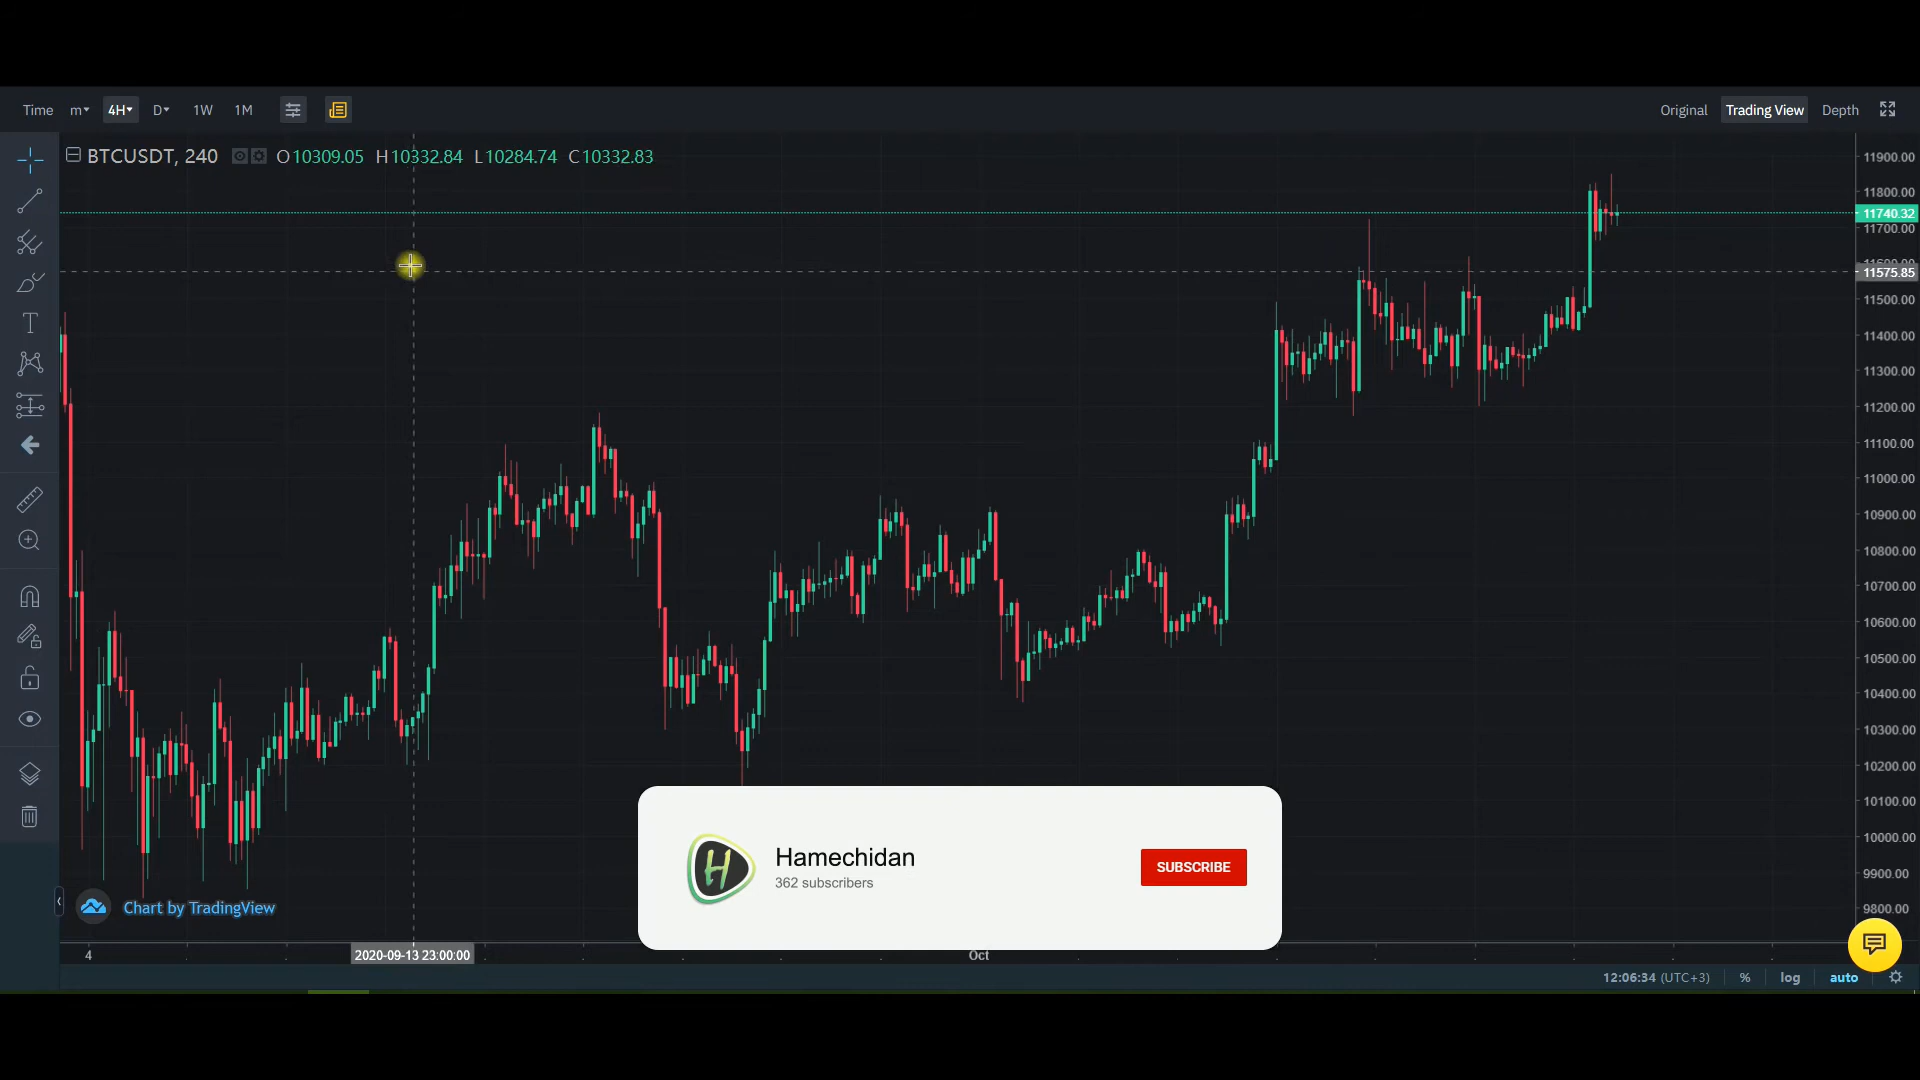 Time m 4H D 1W 1M Original Trading View Depth
BTCUSDT, 240 O10309.05 H10332.84 L10284.74 C10332.83
11900.00
11800.00
11740.32
11700.00
11575.85
11500.00
11400.00
11300.00
11200.00
11100.00
11000.00
10900.00
10800.00
10700.00
10600.00
10500.00
10400.00
10300.00
10200.00
10100.00
10000.00
9900.00
9800.00
H
Hamechidan
362 subscribers
SUBSCRIBE
Chart by TradingView
4 2020-09-13 23:00:00 Oct
12:06:34 (UTC+3) % log auto